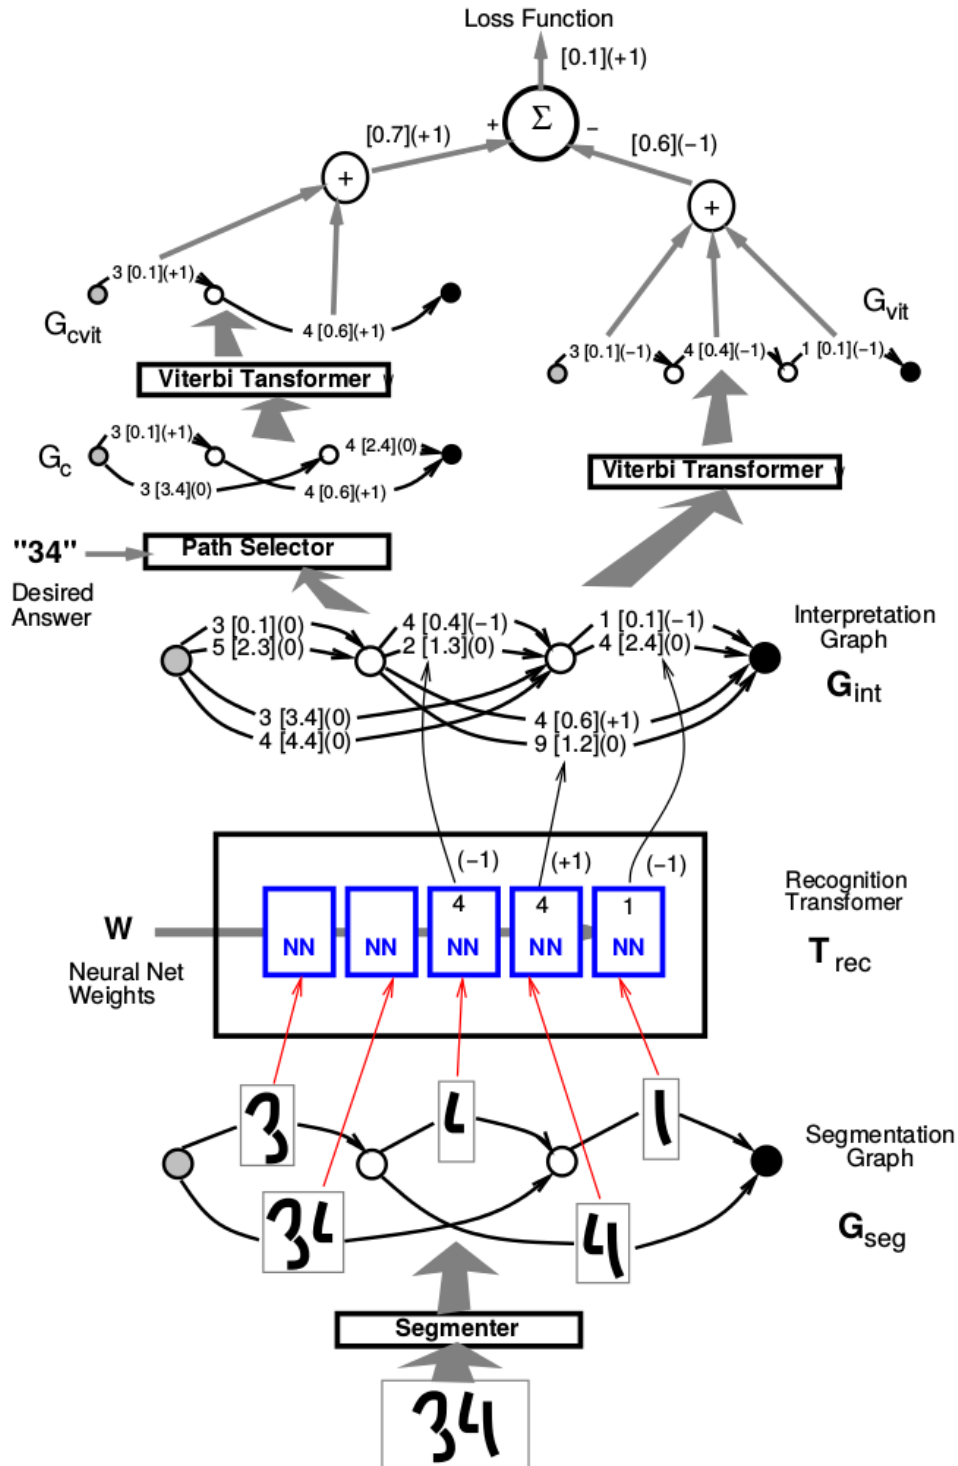 Loss Function
[0.1](+1)
Σ
+
−
[0.7](+1)
[0.6](−1)
+
+
3 [0.1](+1)
4 [0.6](+1)
G cvit
G vit
3 [0.1](−1)
4 [0.4](−1)
1 [0.1](−1)
Viterbi Tansformer
3 [0.1](+1)
4 [2.4](0)
G c
3 [3.4](0)
4 [0.6](+1)
Viterbi Transformer
"34"
Path Selector
Desired
Answer
3 [0.1](0)
4 [0.4](−1)
1 [0.1](−1)
5 [2.3](0)
2 [1.3](0)
4 [2.4](0)
Interpretation
Graph
G int
3 [3.4](0)
4 [0.6](+1)
4 [4.4](0)
9 [1.2](0)
(−1)
(+1)
(−1)
4
4
1
NN
NN
NN
NN
NN
W
Neural Net
Weights
Recognition
Transfomer
T rec
3
4
1
34
4
Segmentation
Graph
G seg
Segmenter
34